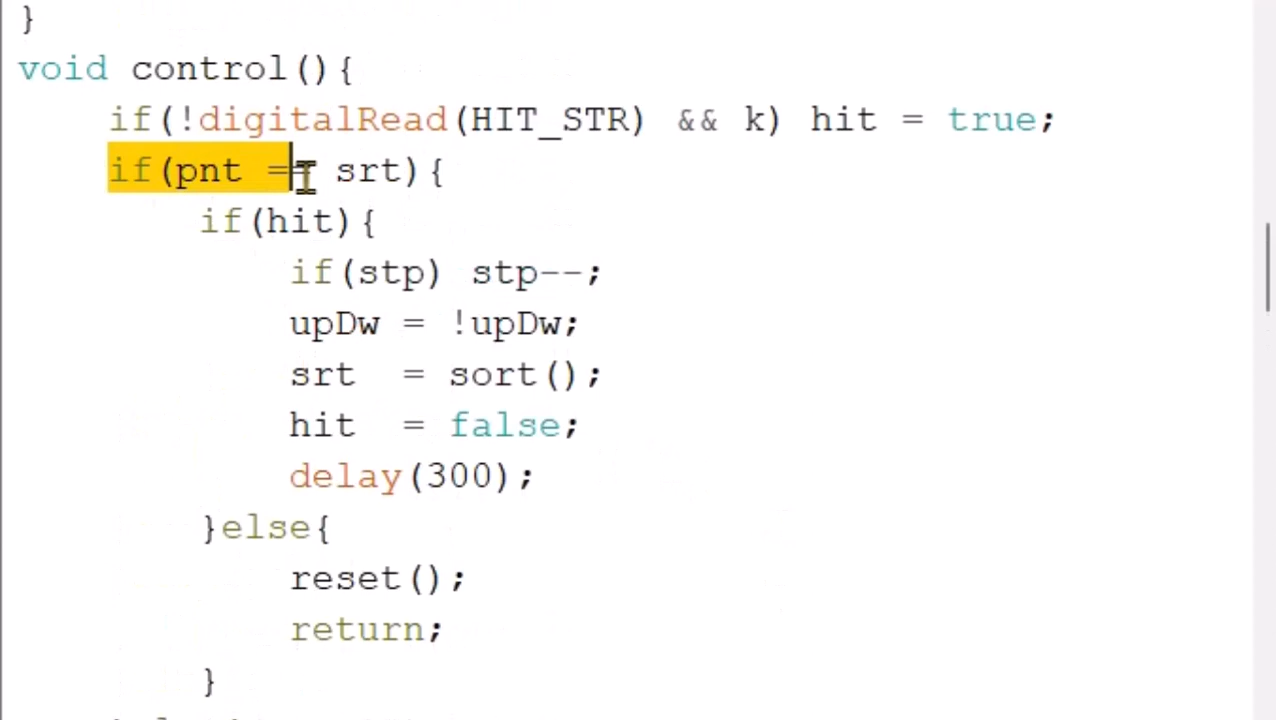 }
void control(){
if(!digitalRead(HIT_STR) && k) hit = true;
if(pnt == srt){
if(hit){
if(stp) stp--;
upDw = !upDw;
srt  = sort();
hit  = false;
delay(300);
}else{
reset();
return;
}